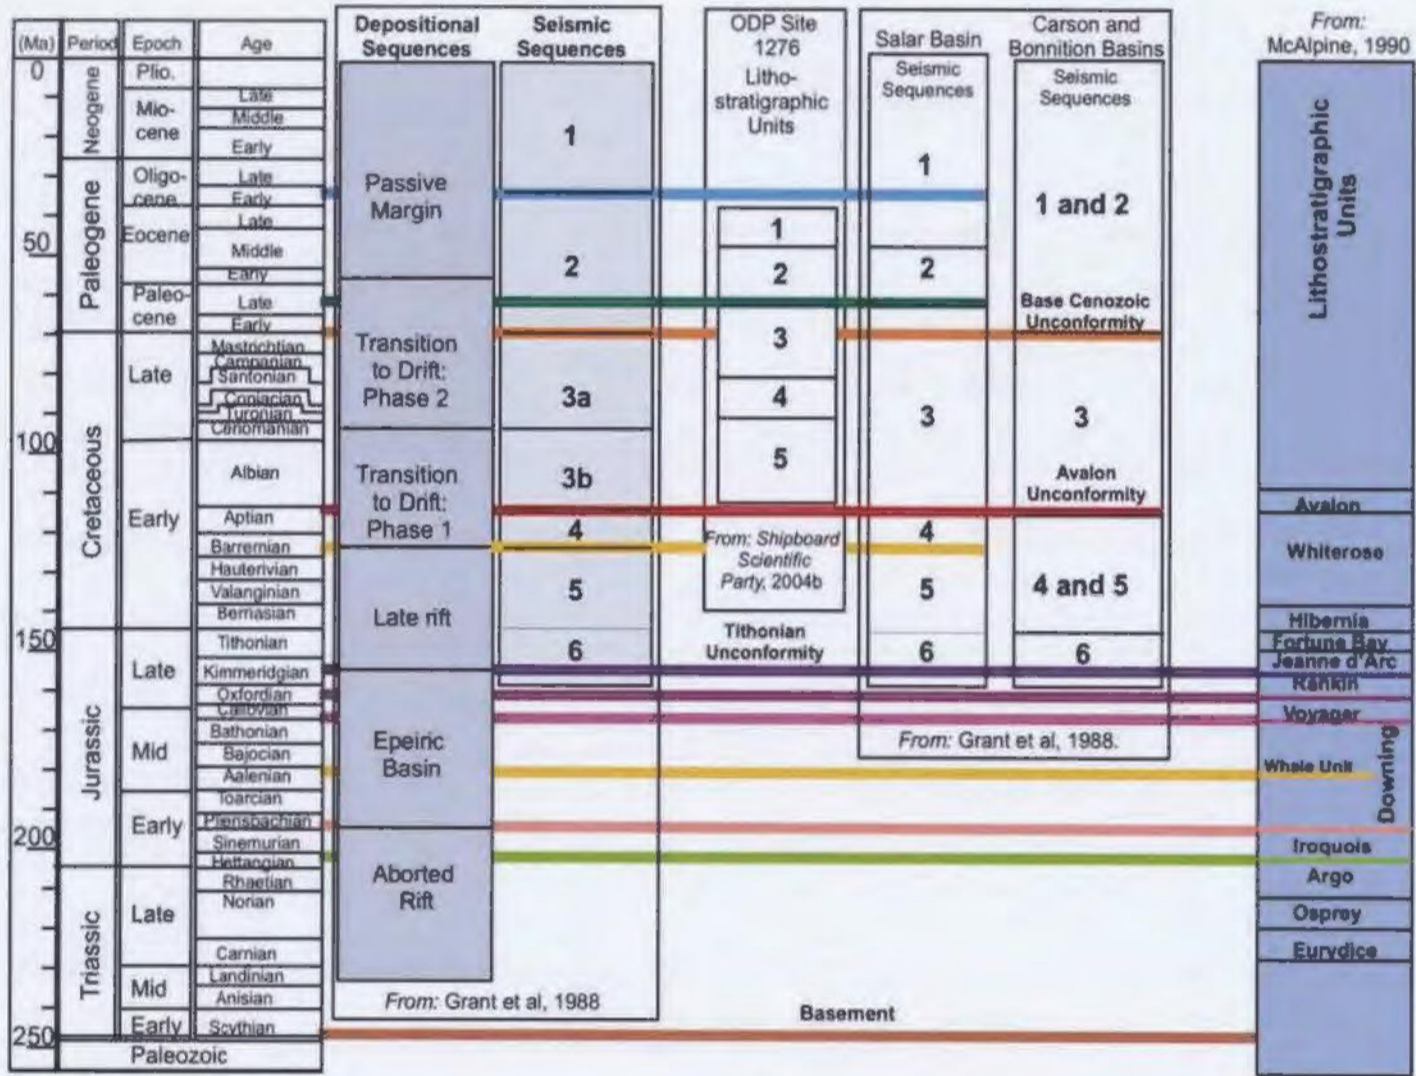 (Ma)
Period
Epoch
Age
0
50
100
150
200
250
Neogene
Paleogene
Cretaceous
Jurassic
Triassic
Paleozoic
Plio.
Mio-
cene
Oligo-
cene
Eocene
Paleo-
cene
Late
Early
Late
Mid
Early
Late
Mid
Early
Late
Middle
Early
Late
Early
Late
Middle
Early
Late
Early
Mastrichtian
Campanian
Santonian
Coniacian
Turonian
Cenomanian
Albian
Aptian
Barremian
Hauterivian
Valanginian
Berriasian
Tithonian
Kimmeridgian
Oxfordian
Callovian
Bathonian
Bajocian
Aalenian
Toarcian
Pliensbachian
Sinemurian
Hettangian
Rhaetian
Norian
Carnian
Landinian
Anisian
Scythian
Depositional
Sequences
Passive
Margin
Transition
to Drift:
Phase 2
Transition
to Drift:
Phase 1
Late rift
Epeiric
Basin
Aborted
Rift
Seismic
Sequences
1
2
3a
3b
4
5
6
From: Grant et al, 1988
ODP Site
1276
Litho-
stratigraphic
Units
1
2
3
4
5
From: Shipboard
Scientific
Party, 2004b
Tithonian
Unconformity
Salar Basin
Seismic
Sequences
1
2
3
4
5
6
Carson and
Bonnition Basins
Seismic
Sequences
1 and 2
Base Cenozoic
Unconformity
3
Avalon
Unconformity
4 and 5
6
From: Grant et al, 1988.
Basement
From:
McAlpine, 1990
Lithostratigraphic
Units
Avalon
Whiterose
Hibernia
Fortune Bay
Jeanne d'Arc
Rankin
Voyagar
Whale Unit
Downing
Iroquois
Argo
Osprey
Eurydice